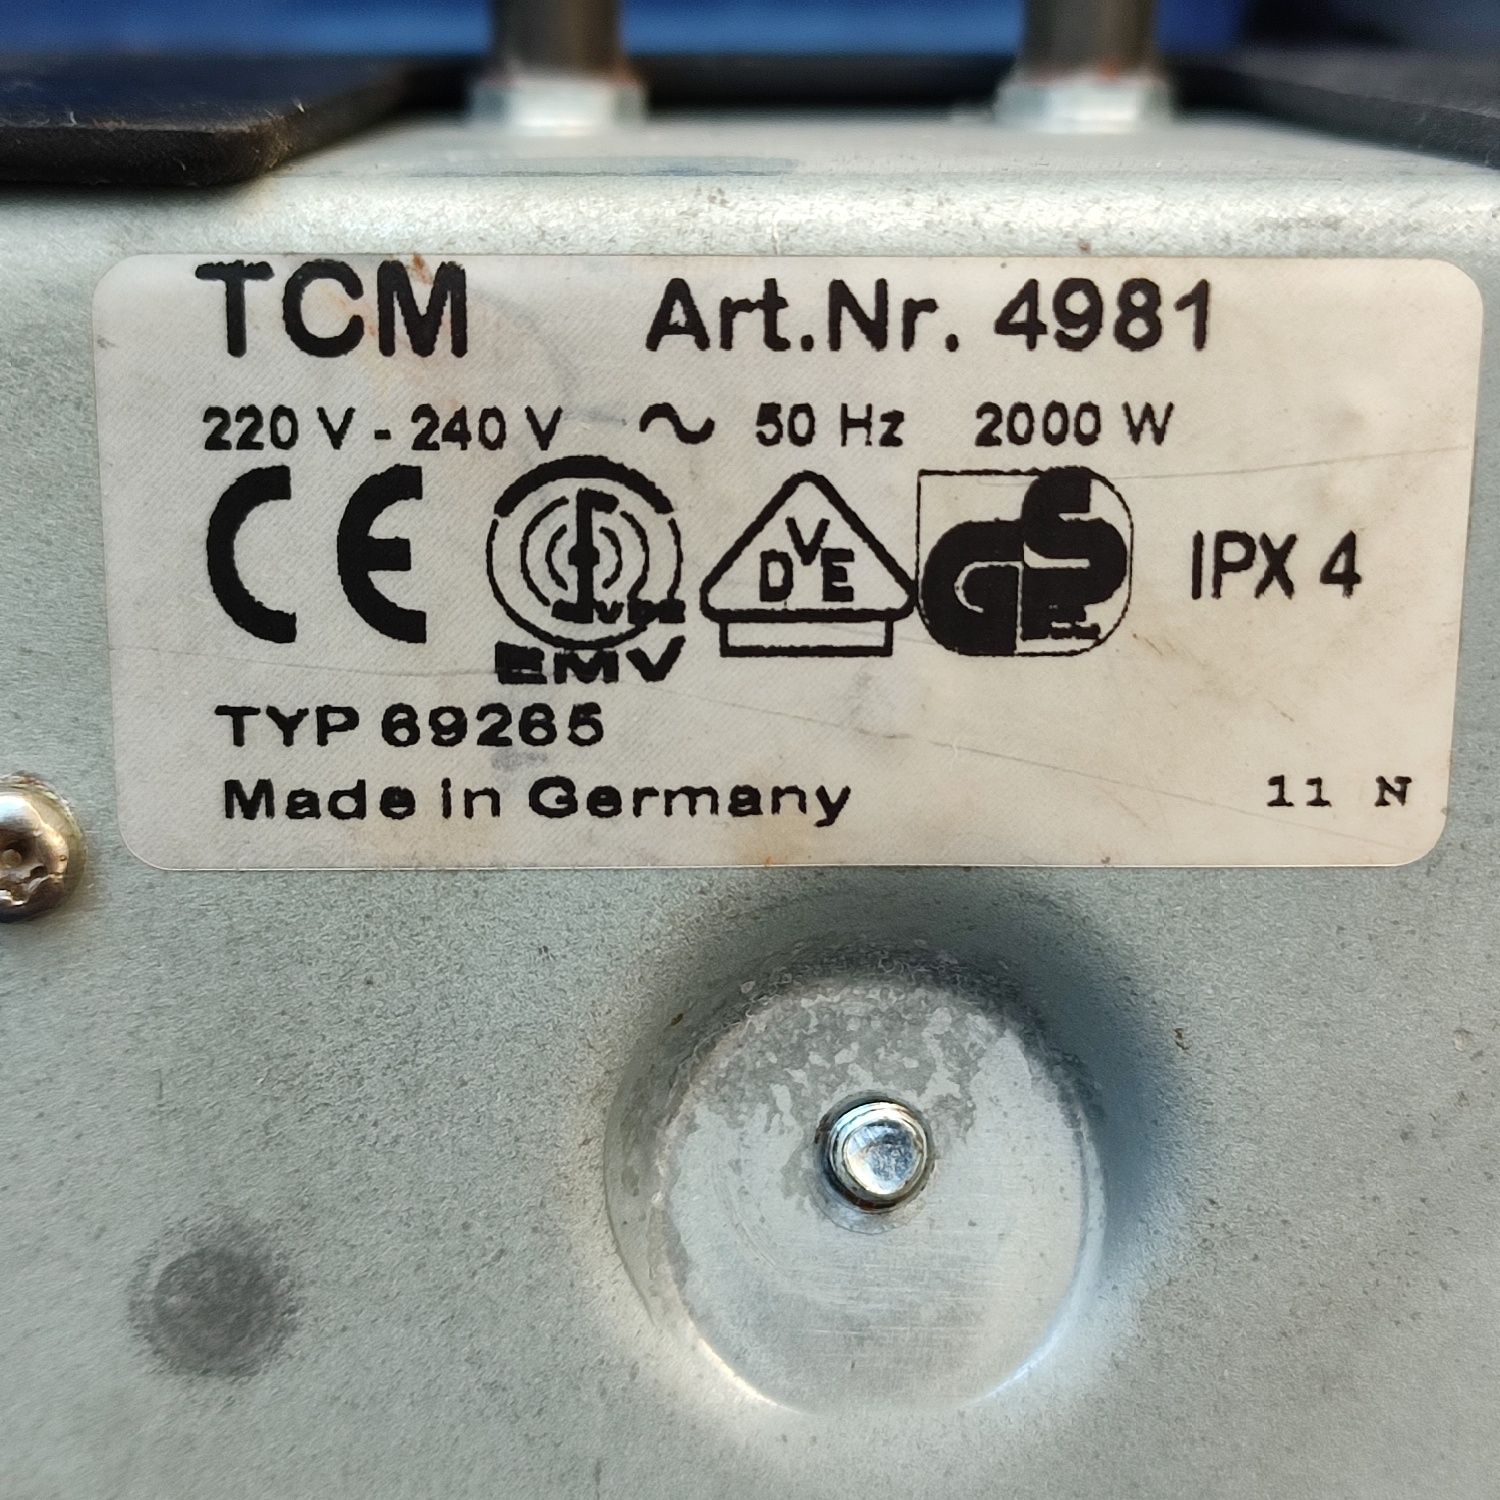 TCM Art.Nr. 4981
220 V - 240 V ~ 50 Hz 2000 W
CE VDE EMV DVE GS IPX 4
TYP 69265
Made in Germany 11 N